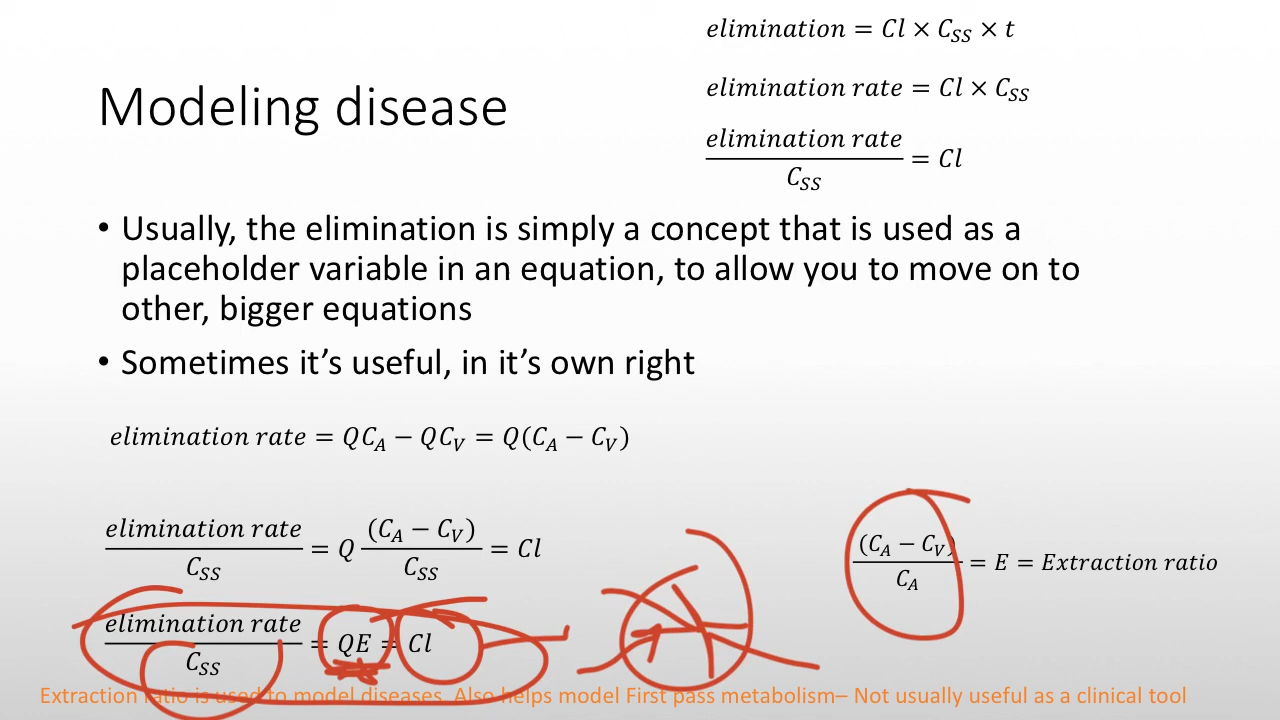 elimination = Cl × C_SS × t
Modeling disease
elimination rate = Cl × C_SS
elimination rate / C_SS = Cl
• Usually, the elimination is simply a concept that is used as a
placeholder variable in an equation, to allow you to move on to
other, bigger equations
• Sometimes it’s useful, in it’s own right
elimination rate = QC_A − QC_V = Q(C_A − C_V)
elimination rate / C_SS = Q (C_A − C_V) / C_SS = Cl
(C_A − C_V) / C_A = E = Extraction ratio
elimination rate / C_SS = QE = Cl
Extraction ratio is used to model diseases. Also helps model First pass metabolism– Not usually useful as a clinical tool